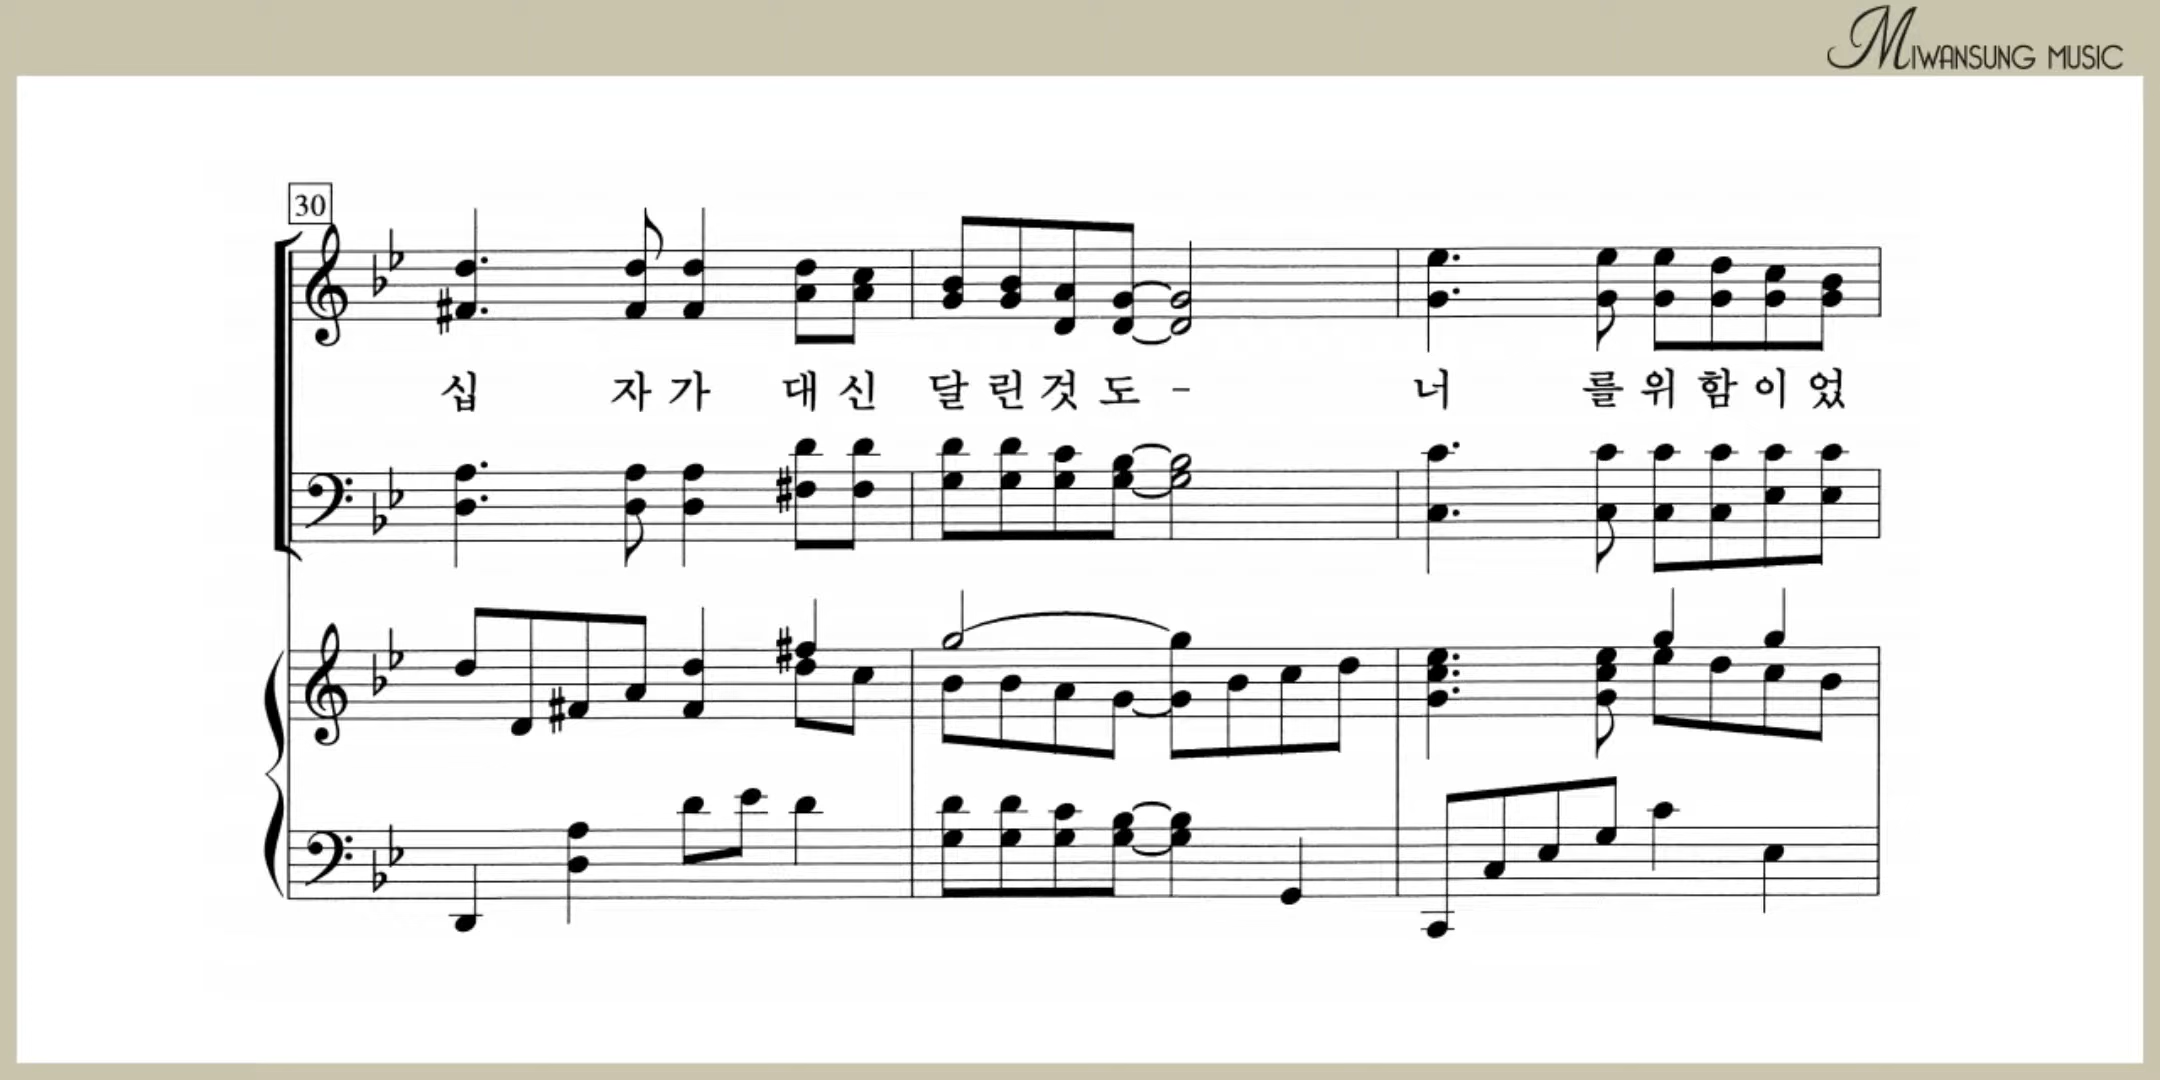 MIWANSUNG MUSIC
30
십 자 가 대 신 달 린 것 도 - 너 를 위 함 이 었